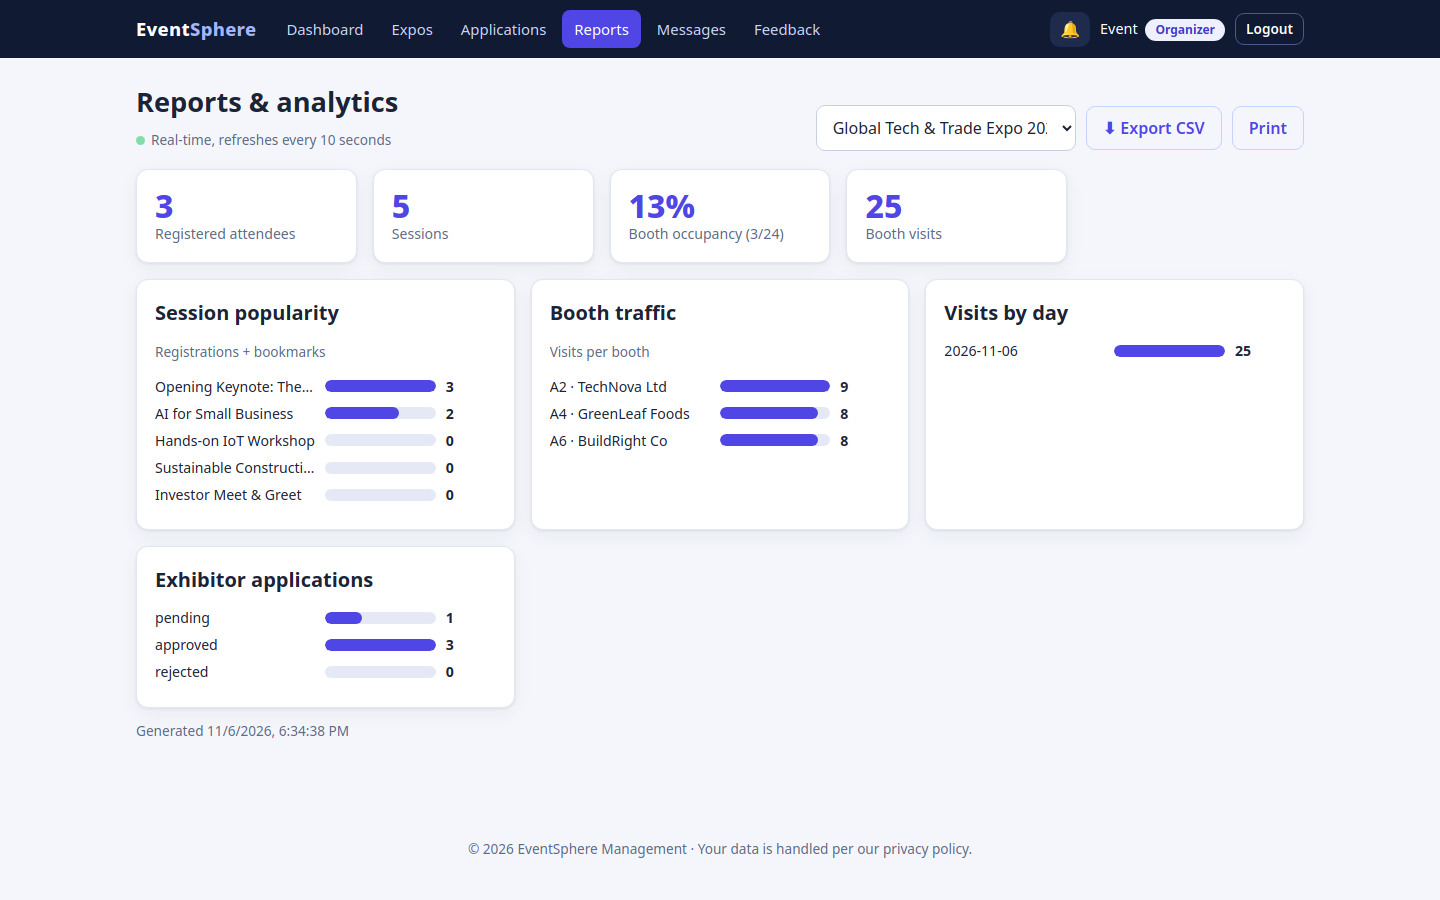 EventSphere Dashboard Expos Applications Reports Messages Feedback 🔔 Event Organizer Logout
Reports & analytics
Real-time, refreshes every 10 seconds
Global Tech & Trade Expo 202 ⬇ Export CSV Print
3
Registered attendees
5
Sessions
13%
Booth occupancy (3/24)
25
Booth visits
Session popularity
Registrations + bookmarks
Opening Keynote: The... 3
AI for Small Business 2
Hands-on IoT Workshop 0
Sustainable Constructi... 0
Investor Meet & Greet 0
Booth traffic
Visits per booth
A2 · TechNova Ltd 9
A4 · GreenLeaf Foods 8
A6 · BuildRight Co 8
Visits by day
2026-11-06 25
Exhibitor applications
pending 1
approved 3
rejected 0
Generated 11/6/2026, 6:34:38 PM
© 2026 EventSphere Management · Your data is handled per our privacy policy.